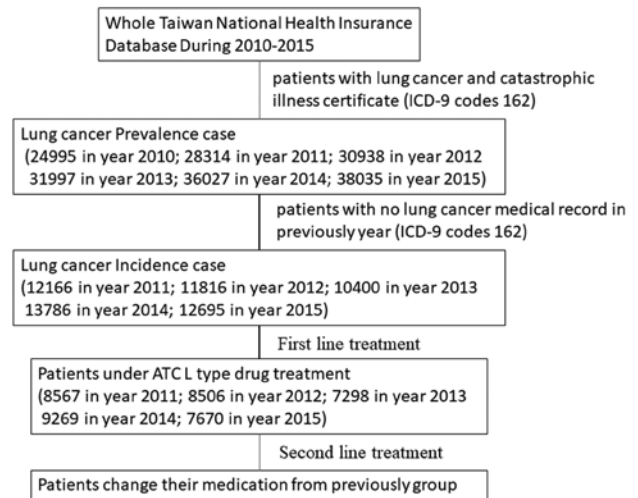 Whole Taiwan National Health Insurance
Database During 2010-2015
patients with lung cancer and catastrophic
illness certificate (ICD-9 codes 162)
Lung cancer Prevalence case
(24995 in year 2010; 28314 in year 2011; 30938 in year 2012
31997 in year 2013; 36027 in year 2014; 38035 in year 2015)
patients with no lung cancer medical record in
previously year (ICD-9 codes 162)
Lung cancer Incidence case
(12166 in year 2011; 11816 in year 2012; 10400 in year 2013
13786 in year 2014; 12695 in year 2015)
First line treatment
Patients under ATC L type drug treatment
(8567 in year 2011; 8506 in year 2012; 7298 in year 2013
9269 in year 2014; 7670 in year 2015)
Second line treatment
Patients change their medication from previously group